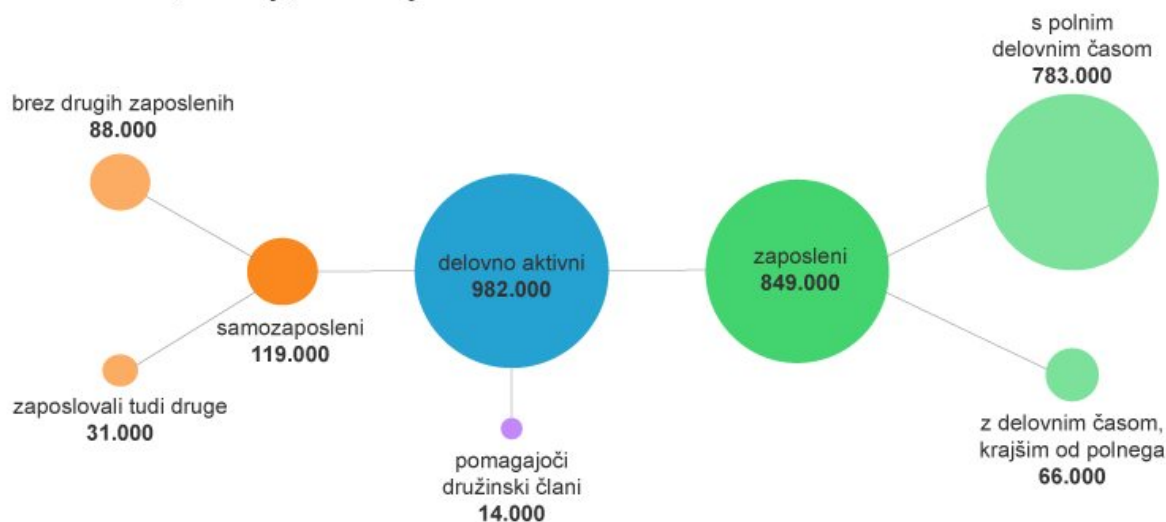 s polnim
delovnim časom
783.000
brez drugih zaposlenih
88.000
delovno aktivni
982.000
zaposleni
849.000
samozaposleni
119.000
zaposlovali tudi druge
31.000
pomagajoči
družinski člani
14.000
z delovnim časom,
krajšim od polnega
66.000